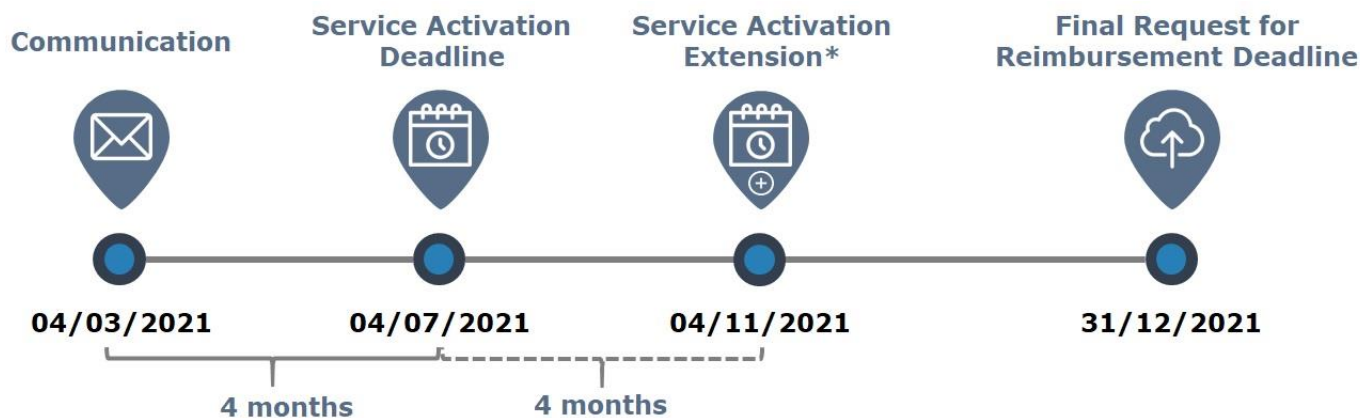 Communication
Service Activation
Deadline
Service Activation
Extension*
Final Request for
Reimbursement Deadline
04/03/2021
04/07/2021
04/11/2021
31/12/2021
4 months
4 months